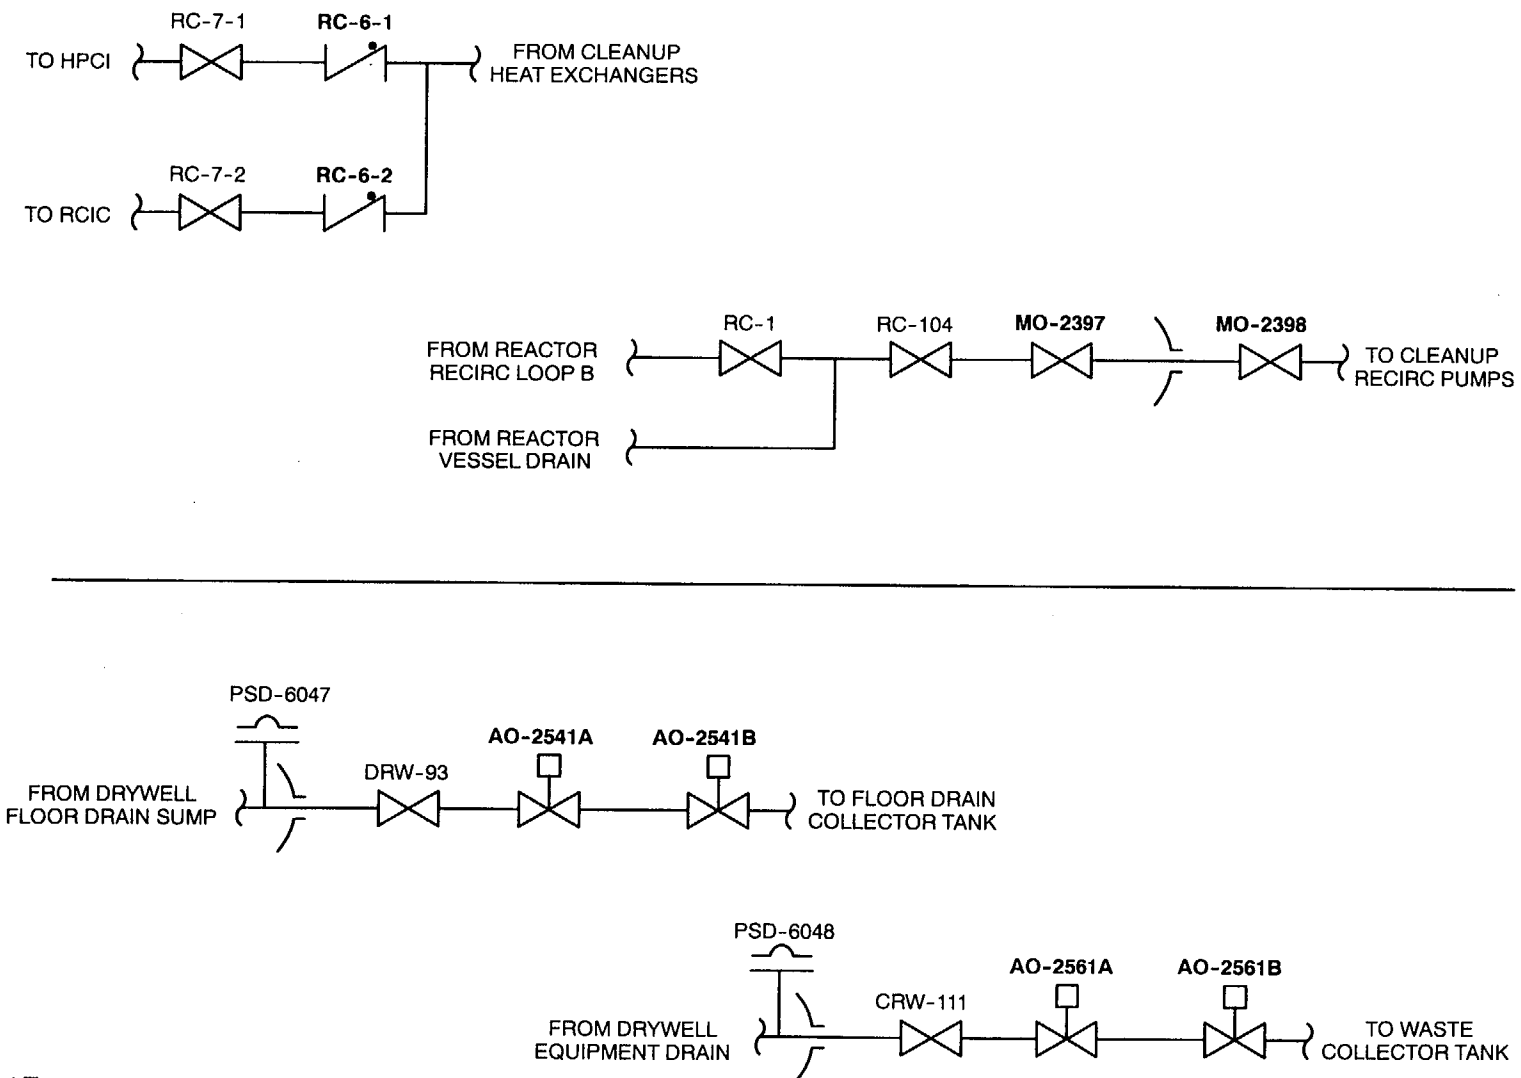 RC-7-1
RC-6-1
TO HPCI
FROM CLEANUP
HEAT EXCHANGERS
RC-7-2
RC-6-2
TO RCIC
RC-1
RC-104
MO-2397
MO-2398
FROM REACTOR
RECIRC LOOP B
TO CLEANUP
RECIRC PUMPS
FROM REACTOR
VESSEL DRAIN
PSD-6047
AO-2541A
AO-2541B
DRW-93
FROM DRYWELL
FLOOR DRAIN SUMP
TO FLOOR DRAIN
COLLECTOR TANK
PSD-6048
AO-2561A
AO-2561B
CRW-111
FROM DRYWELL
EQUIPMENT DRAIN
TO WASTE
COLLECTOR TANK